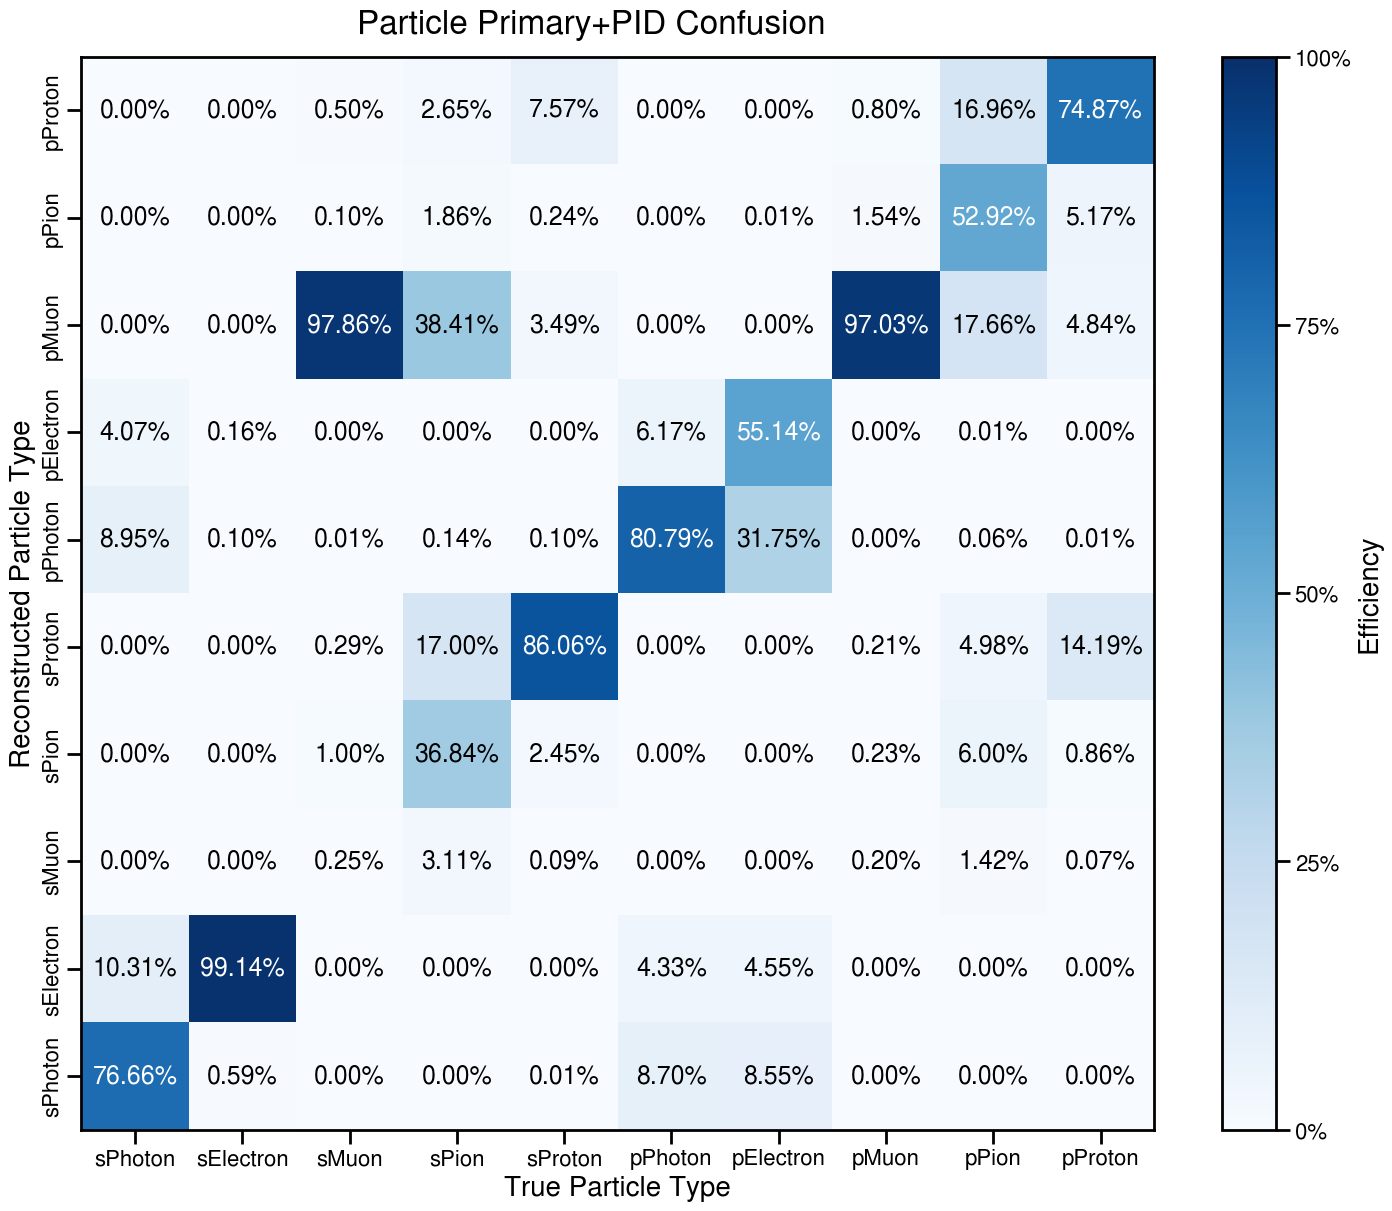 Particle Primary+PID Confusion
pProton 0.00% 0.00% 0.50% 2.65% 7.57% 0.00% 0.00% 0.80% 16.96% 74.87%
pPion 0.00% 0.00% 0.10% 1.86% 0.24% 0.00% 0.01% 1.54% 52.92% 5.17%
pMuon 0.00% 0.00% 97.86% 38.41% 3.49% 0.00% 0.00% 97.03% 17.66% 4.84%
pElectron 4.07% 0.16% 0.00% 0.00% 0.00% 6.17% 55.14% 0.00% 0.01% 0.00%
pPhoton 8.95% 0.10% 0.01% 0.14% 0.10% 80.79% 31.75% 0.00% 0.06% 0.01%
sProton 0.00% 0.00% 0.29% 17.00% 86.06% 0.00% 0.00% 0.21% 4.98% 14.19%
sPion 0.00% 0.00% 1.00% 36.84% 2.45% 0.00% 0.00% 0.23% 6.00% 0.86%
sMuon 0.00% 0.00% 0.25% 3.11% 0.09% 0.00% 0.00% 0.20% 1.42% 0.07%
sElectron 10.31% 99.14% 0.00% 0.00% 0.00% 4.33% 4.55% 0.00% 0.00% 0.00%
sPhoton 76.66% 0.59% 0.00% 0.00% 0.01% 8.70% 8.55% 0.00% 0.00% 0.00%
sPhoton sElectron sMuon sPion sProton pPhoton pElectron pMuon pPion pProton
True Particle Type
Reconstructed Particle Type
100%
75%
50%
25%
0%
Efficiency